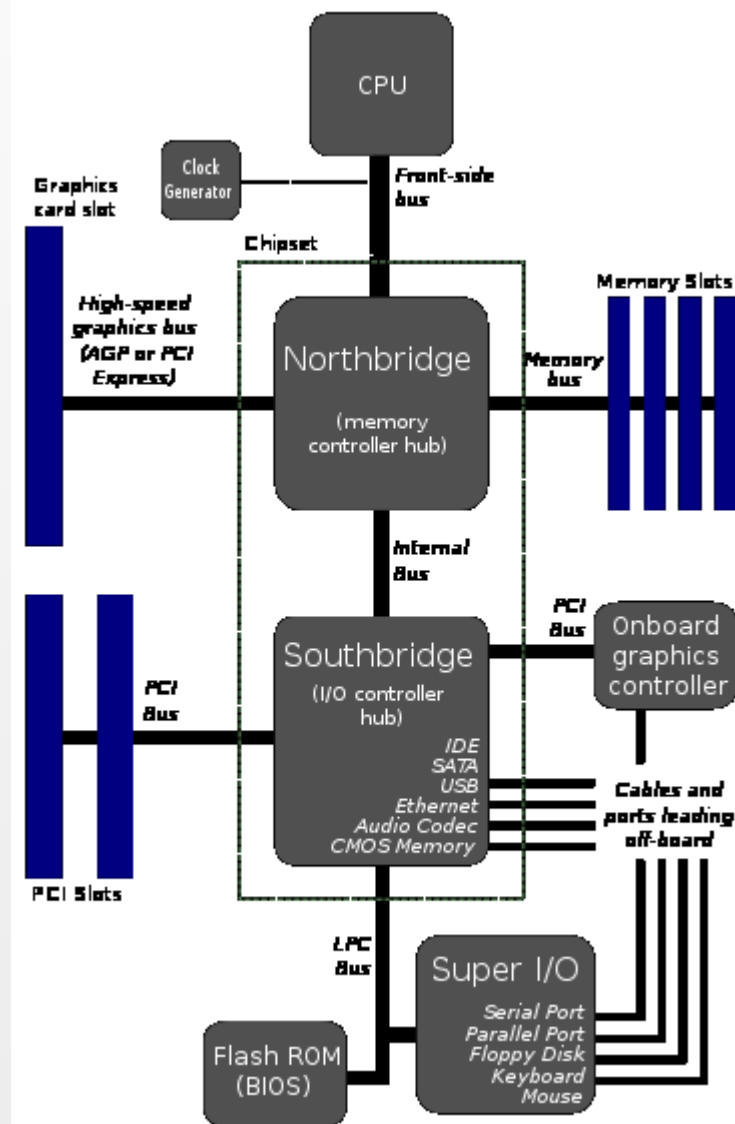 CPU
Clock
Generator
Front-side
bus
Graphics
card slot
Chipset
High-speed
graphics bus
(AGP or PCI
Express)
Northbridge
(memory
controller hub)
Memory Slots
Memory
bus
Internal
Bus
PCI
Bus
Southbridge
(I/O controller
hub)
PCI
Bus
Onboard
graphics
controller
IDE
SATA
USB
Ethernet
Audio Codec
CMOS Memory
Cables and
ports leading
off-board
PCI Slots
LPC
Bus
Super I/O
Serial Port
Parallel Port
Floppy Disk
Keyboard
Mouse
Flash ROM
(BIOS)